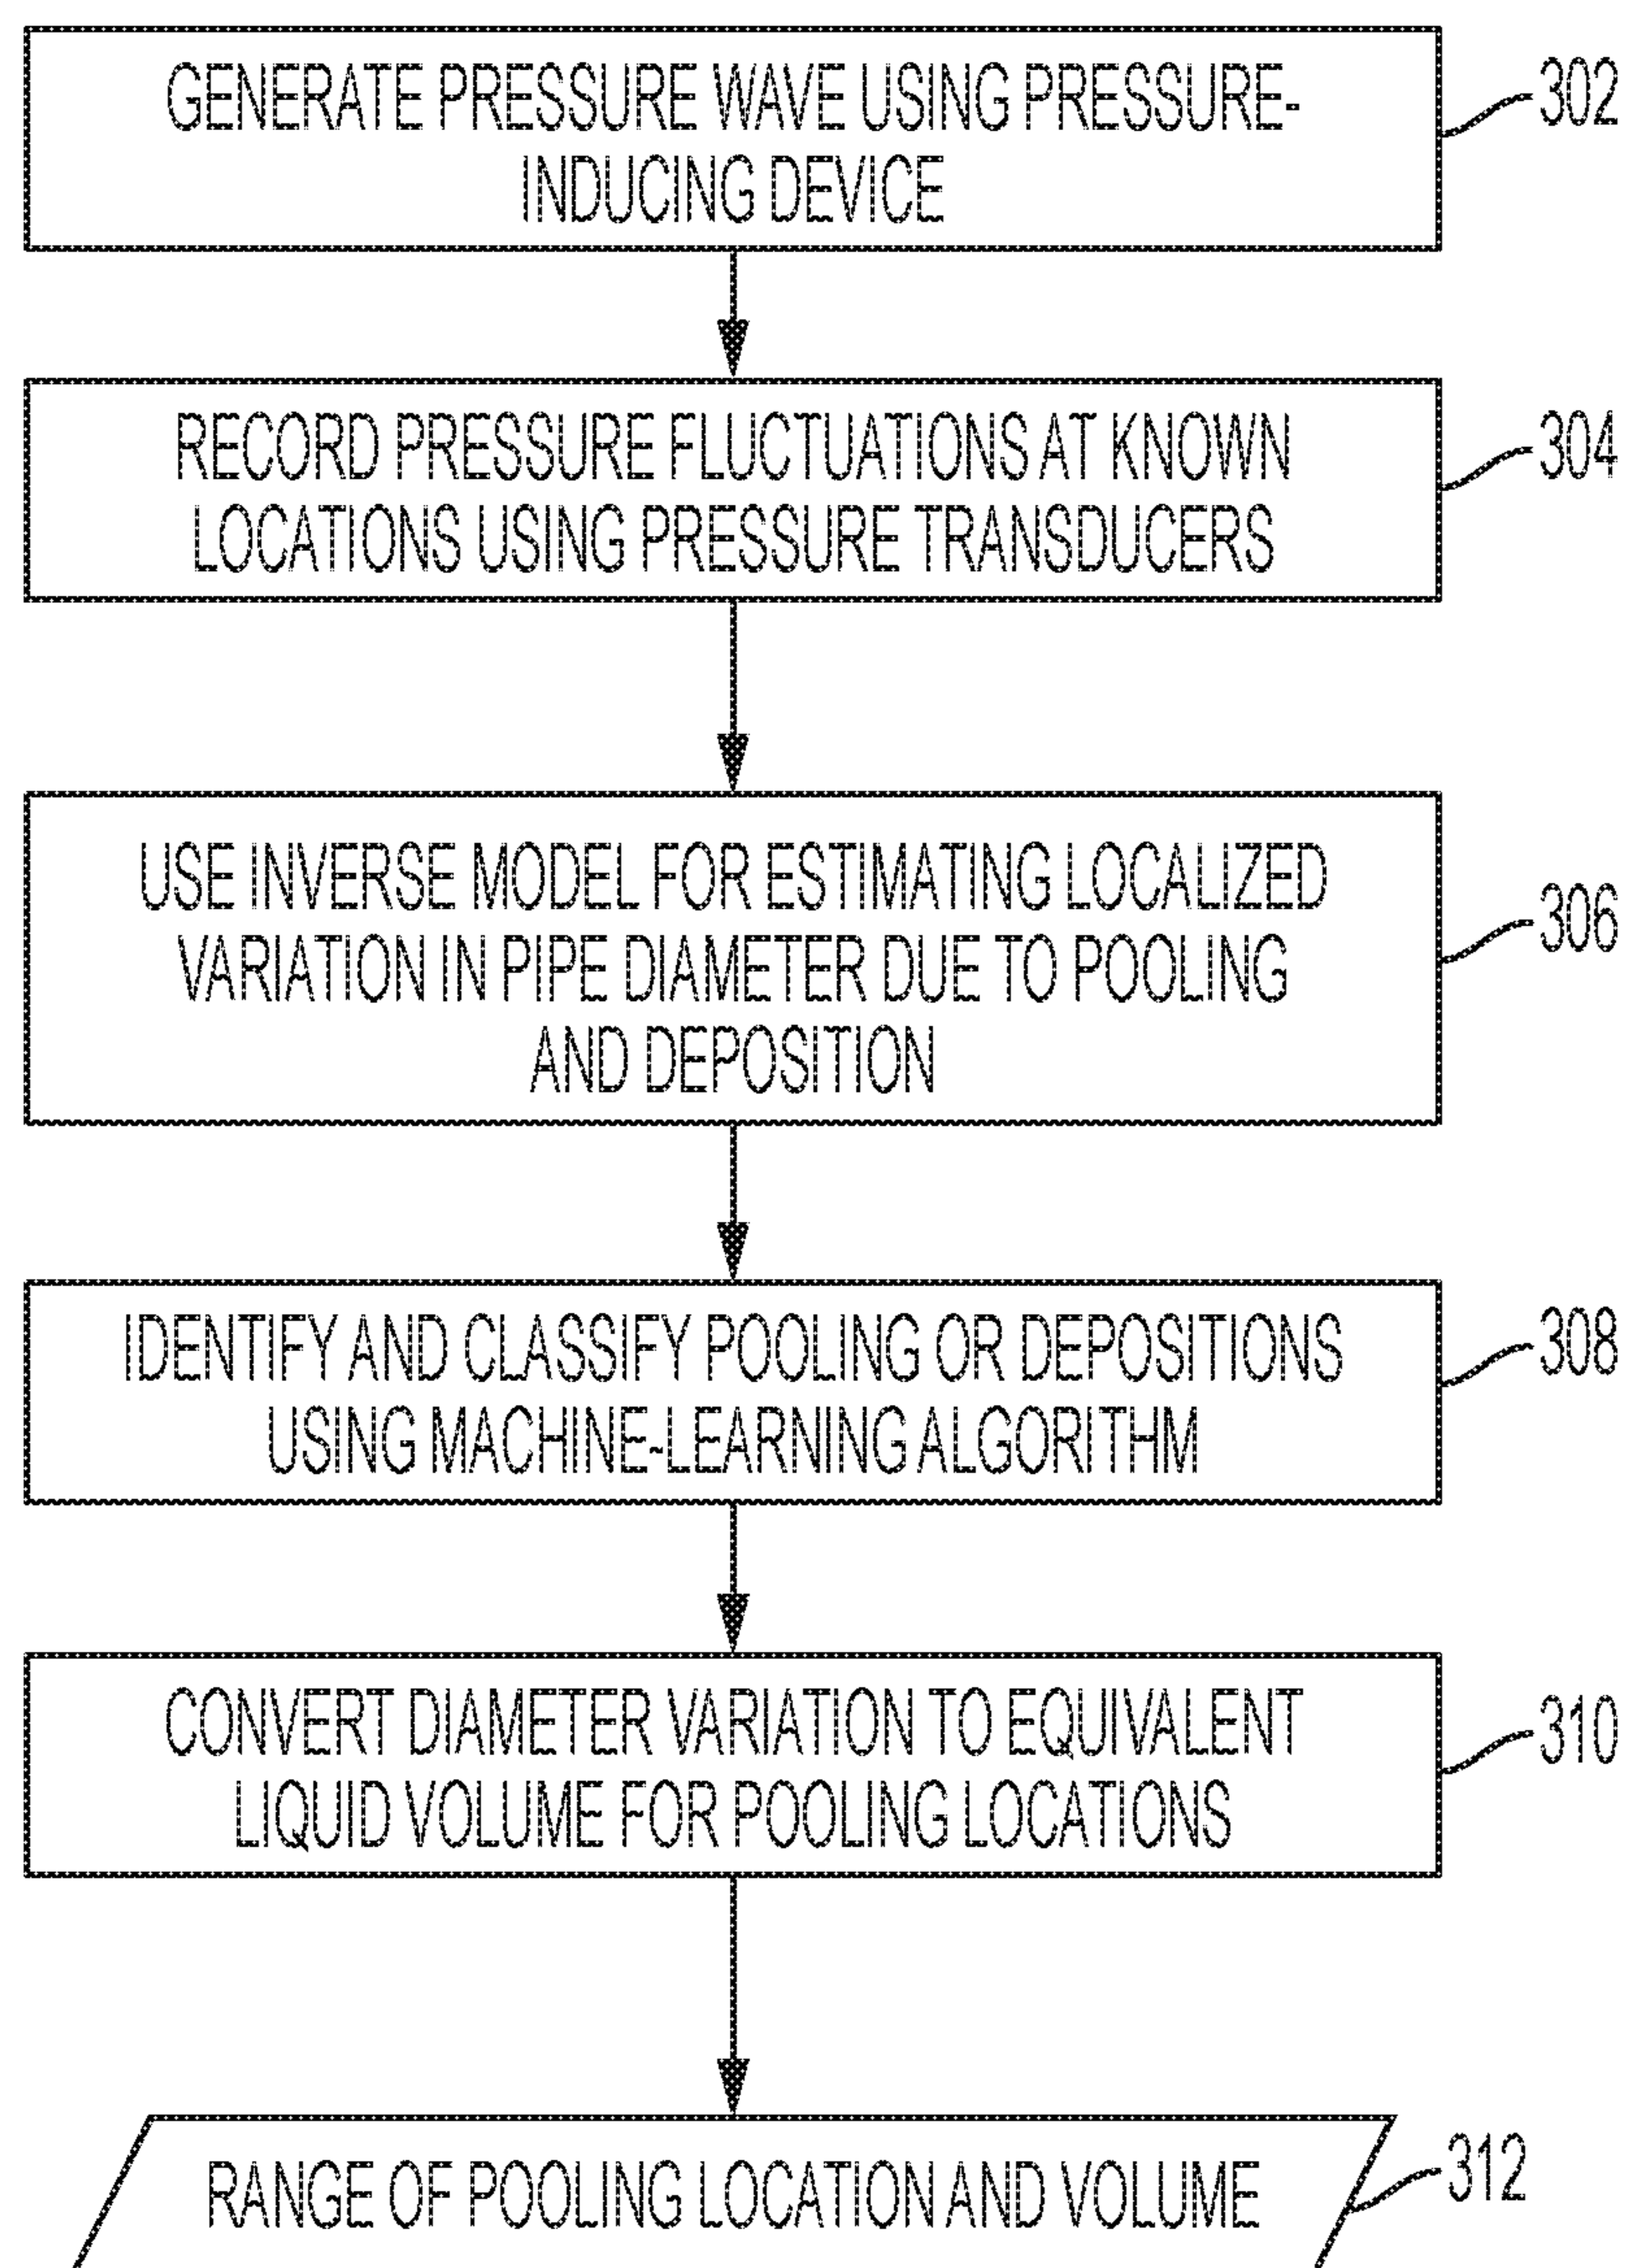 GENERATE PRESSURE WAVE USING PRESSURE-
INDUCING DEVICE
302
RECORD PRESSURE FLUCTUATIONS AT KNOWN
LOCATIONS USING PRESSURE TRANSDUCERS
304
USE INVERSE MODEL FOR ESTIMATING LOCALIZED
VARIATION IN PIPE DIAMETER DUE TO POOLING
AND DEPOSITION
306
IDENTIFY AND CLASSIFY POOLING OR DEPOSITIONS
USING MACHINE-LEARNING ALGORITHM
308
CONVERT DIAMETER VARIATION TO EQUIVALENT
LIQUID VOLUME FOR POOLING LOCATIONS
310
RANGE OF POOLING LOCATION AND VOLUME
312